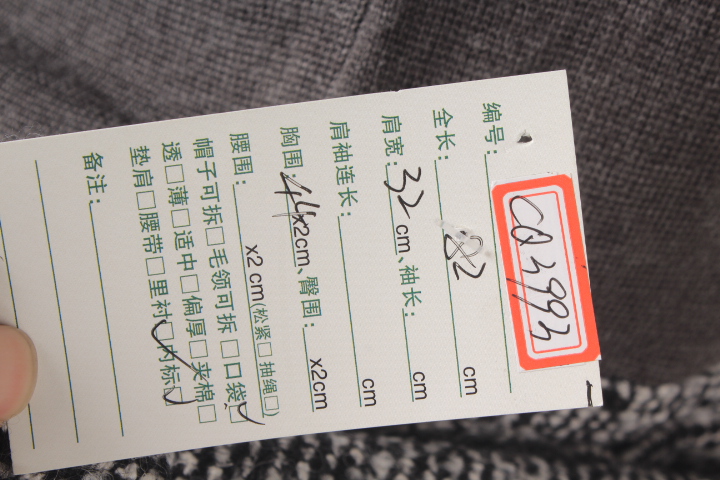 编号: CQ3993
全长: 82 cm
肩宽: 32 cm、袖长: cm
肩袖连长: cm
胸围: 44x2cm、臀围: x2cm
腰围: x2 cm(松紧□ 抽绳□)
帽子可拆□毛领可拆□口袋☑
透□薄□适中□偏厚□夹棉□
垫肩□腰带□里衬☑内标☑
备注: